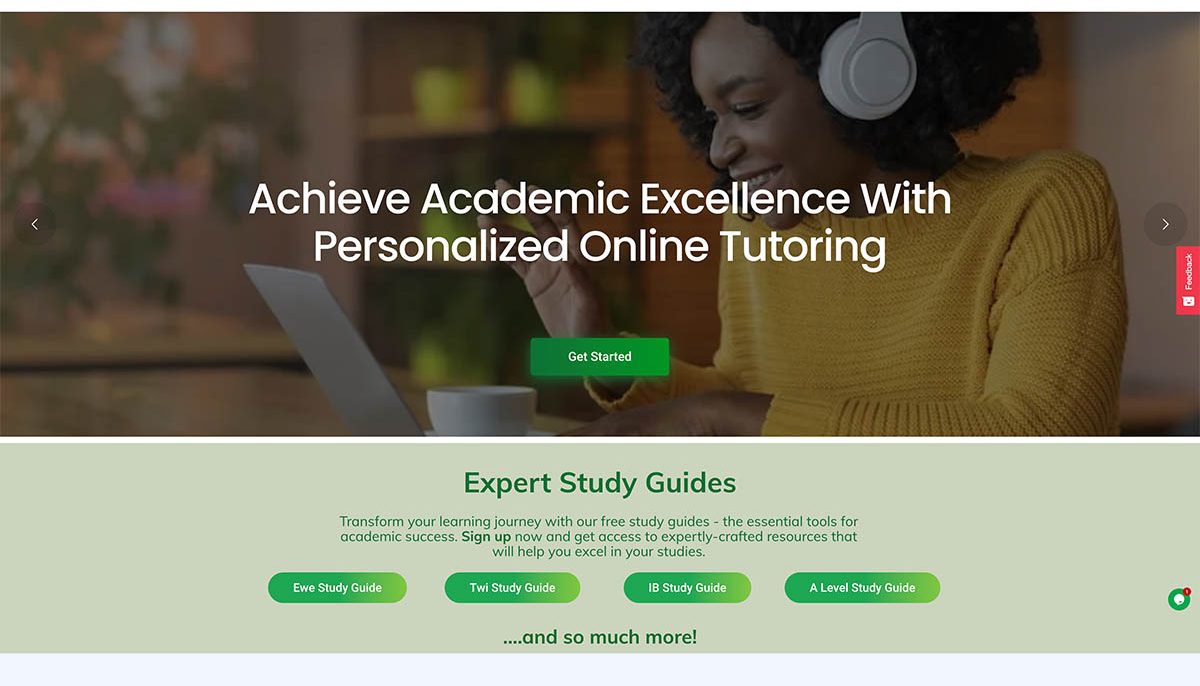 Achieve Academic Excellence With
Personalized Online Tutoring
Feedback
Get Started
Expert Study Guides
Transform your learning journey with our free study guides - the essential tools for
academic success. Sign up now and get access to expertly-crafted resources that
will help you excel in your studies.
Ewe Study Guide
Twi Study Guide
IB Study Guide
A Level Study Guide
....and so much more!